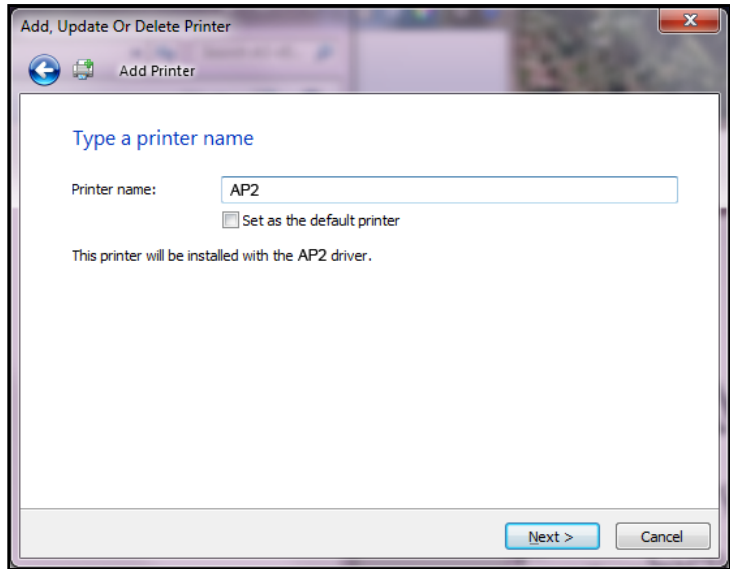 Add, Update Or Delete Printer
Add Printer
Type a printer name
Printer name: AP2
Set as the default printer
This printer will be installed with the AP2 driver.
Next > Cancel